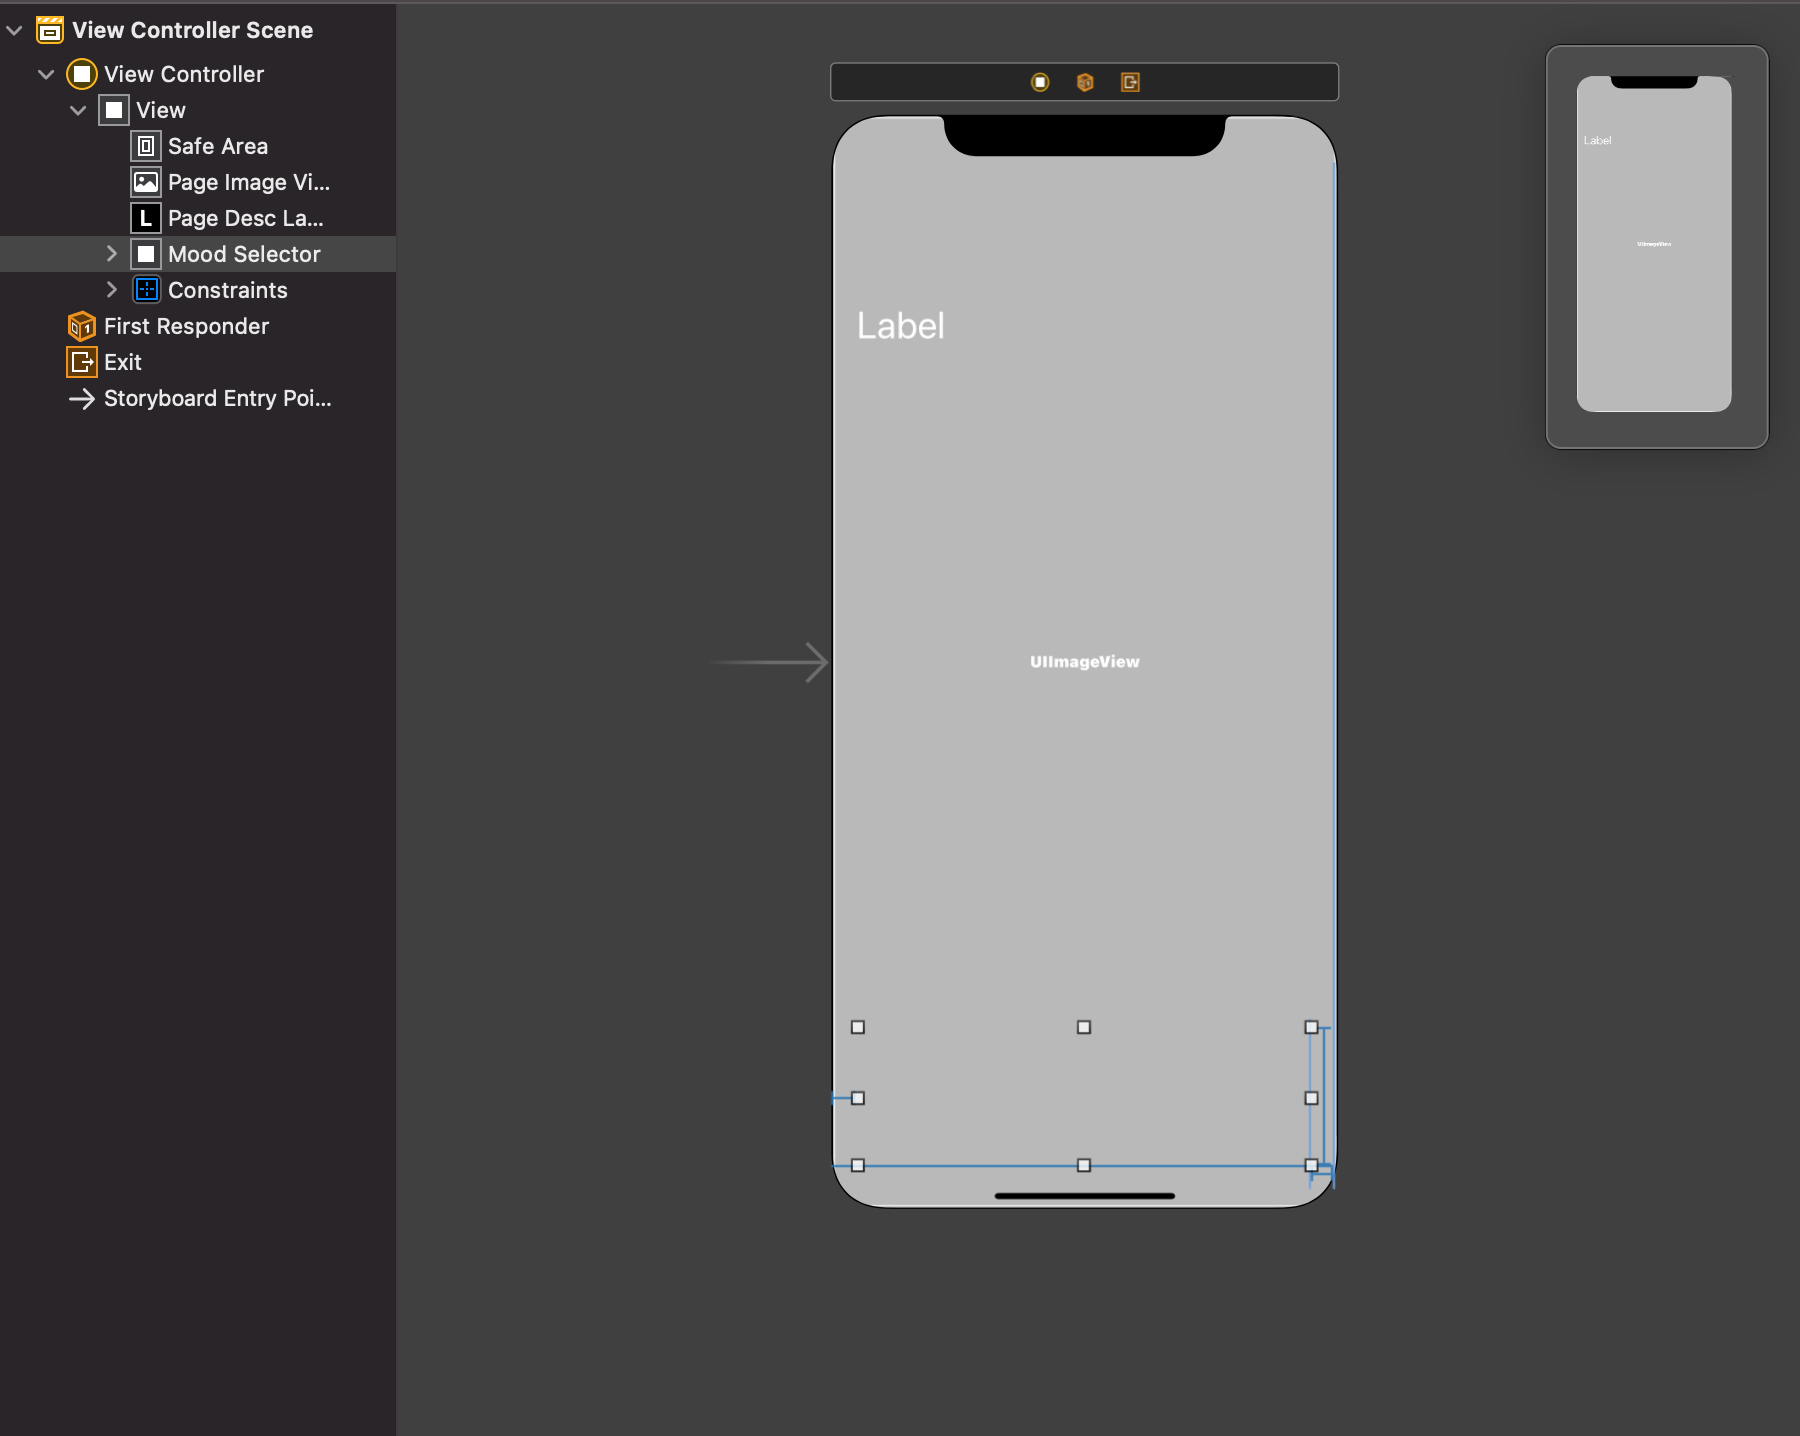 View Controller Scene
View Controller
View
Safe Area
Page Image Vi...
L Page Desc La...
Mood Selector
Constraints
1 First Responder
Exit
Storyboard Entry Poi...
Label
UIImageView
Label
UIImageView